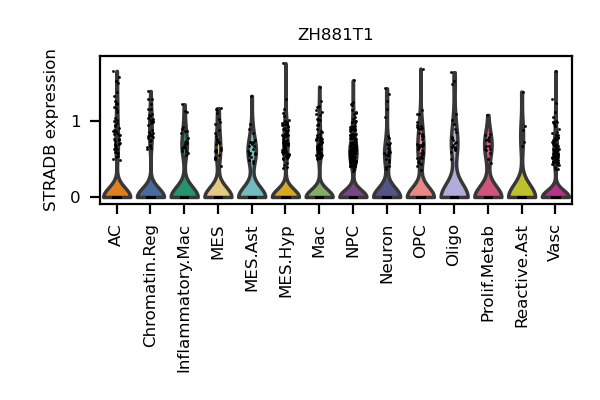 ZH881T1
STRADB expression
1
0
AC
Chromatin.Reg
Inflammatory.Mac
MES
MES.Ast
MES.Hyp
Mac
NPC
Neuron
OPC
Oligo
Prolif.Metab
Reactive.Ast
Vasc